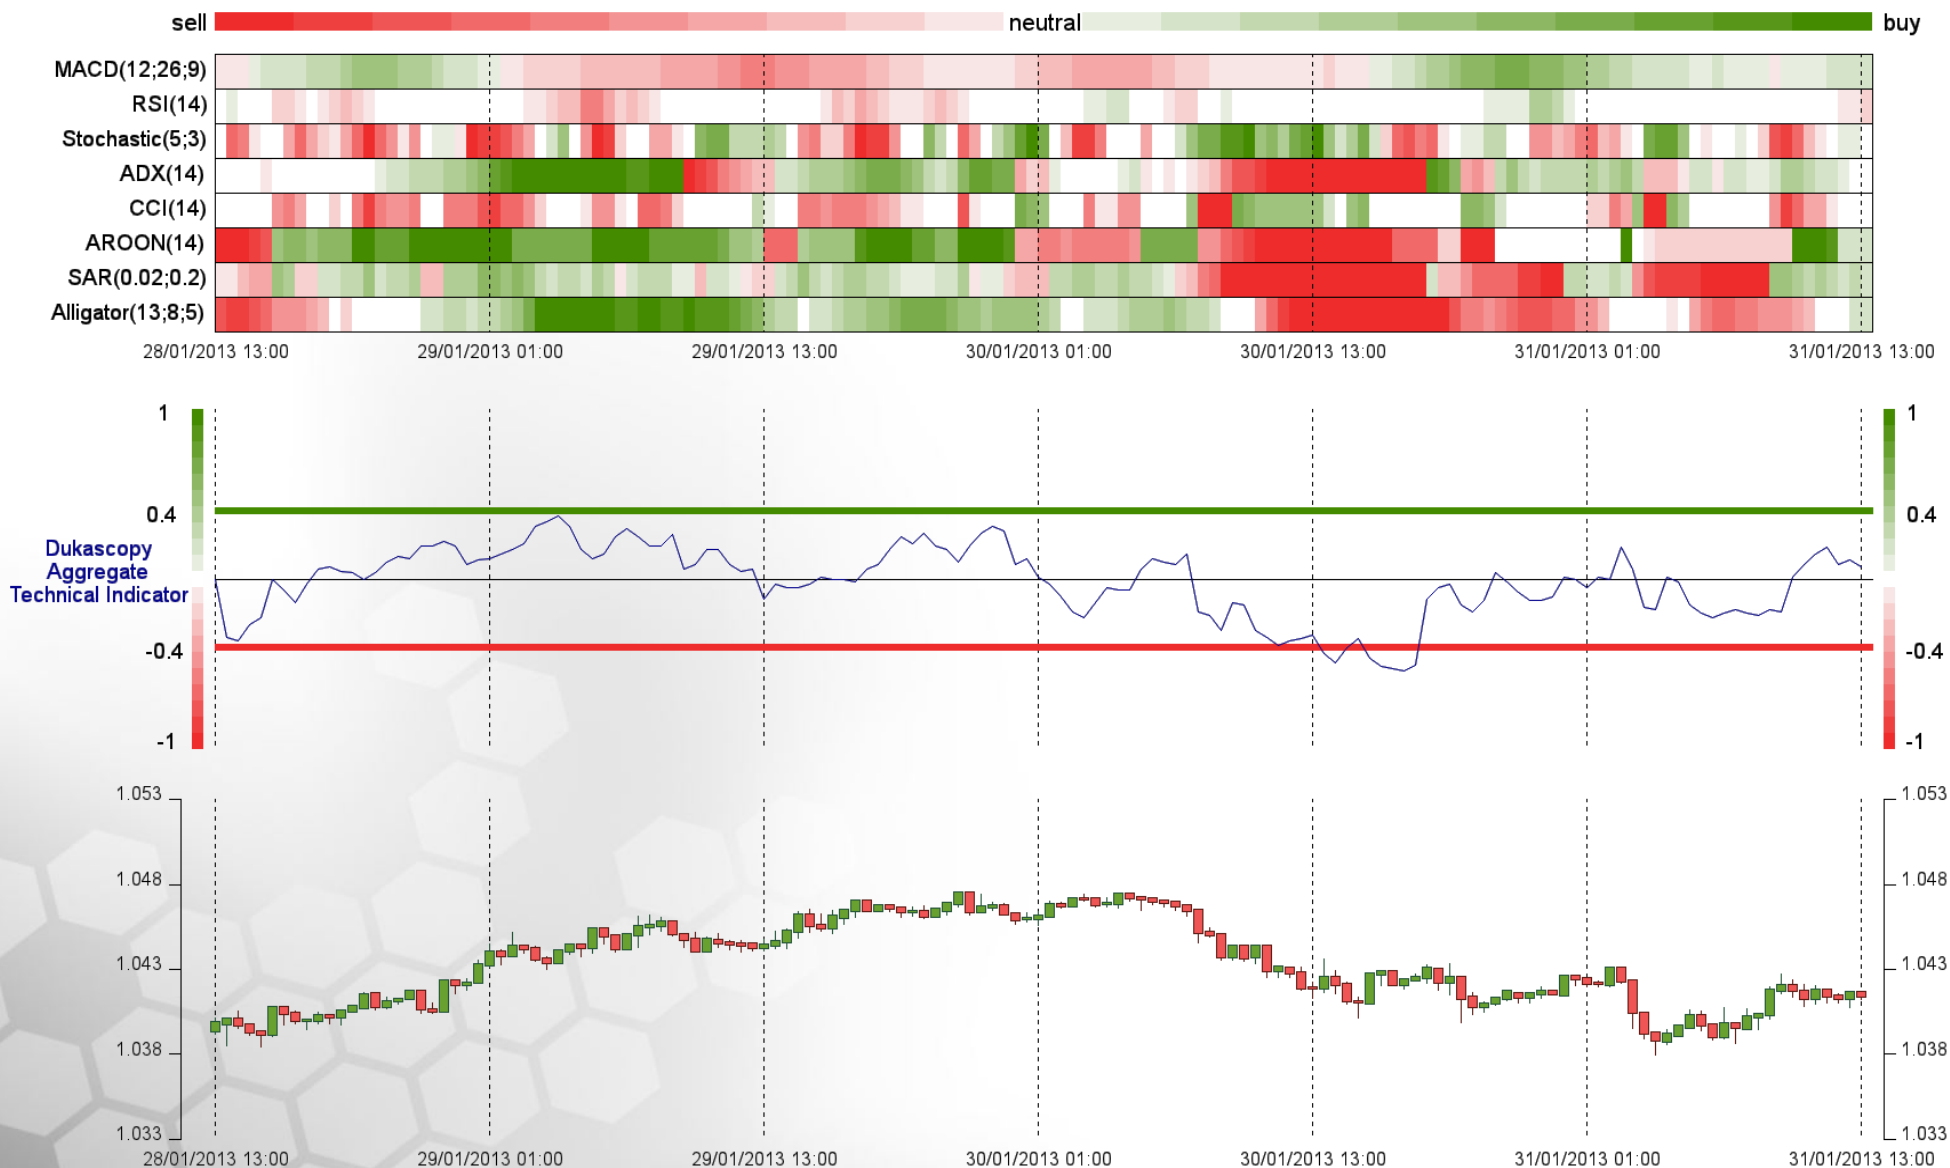 sell neutral buy
MACD(12;26;9)
RSI(14)
Stochastic(5;3)
ADX(14)
CCI(14)
AROON(14)
SAR(0.02;0.2)
Alligator(13;8;5)
28/01/2013 13:00 29/01/2013 01:00 29/01/2013 13:00 30/01/2013 01:00 30/01/2013 13:00 31/01/2013 01:00 31/01/2013 13:00
1 1
0.4 0.4
Dukascopy
Aggregate
Technical Indicator
-0.4 -0.4
-1 -1
1.053 1.053
1.048 1.048
1.043 1.043
1.038 1.038
1.033 1.033
28/01/2013 13:00 29/01/2013 01:00 29/01/2013 13:00 30/01/2013 01:00 30/01/2013 13:00 31/01/2013 01:00 31/01/2013 13:00